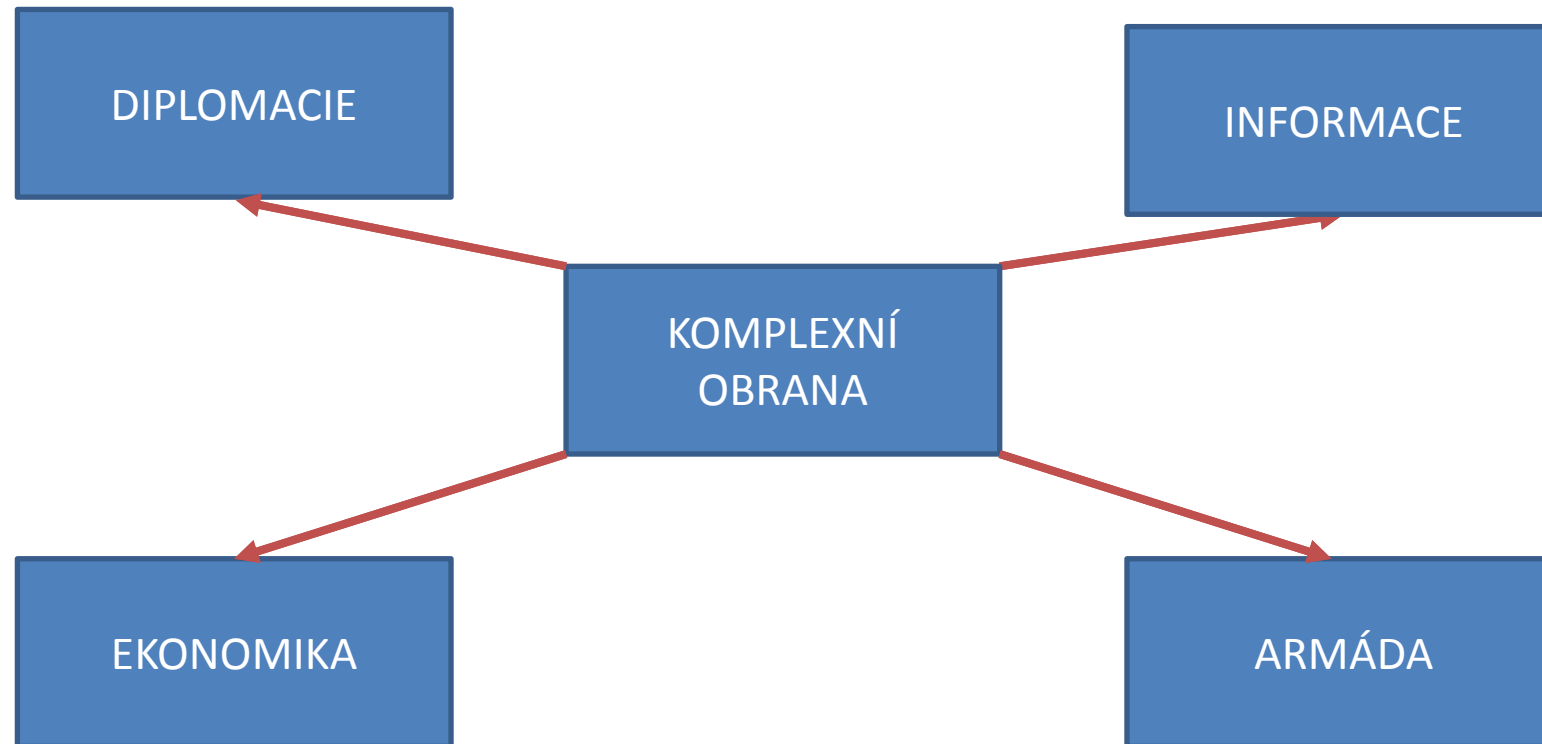 DIPLOMACIE
INFORMACE
KOMPLEXNÍ
OBRANA
EKONOMIKA
ARMÁDA